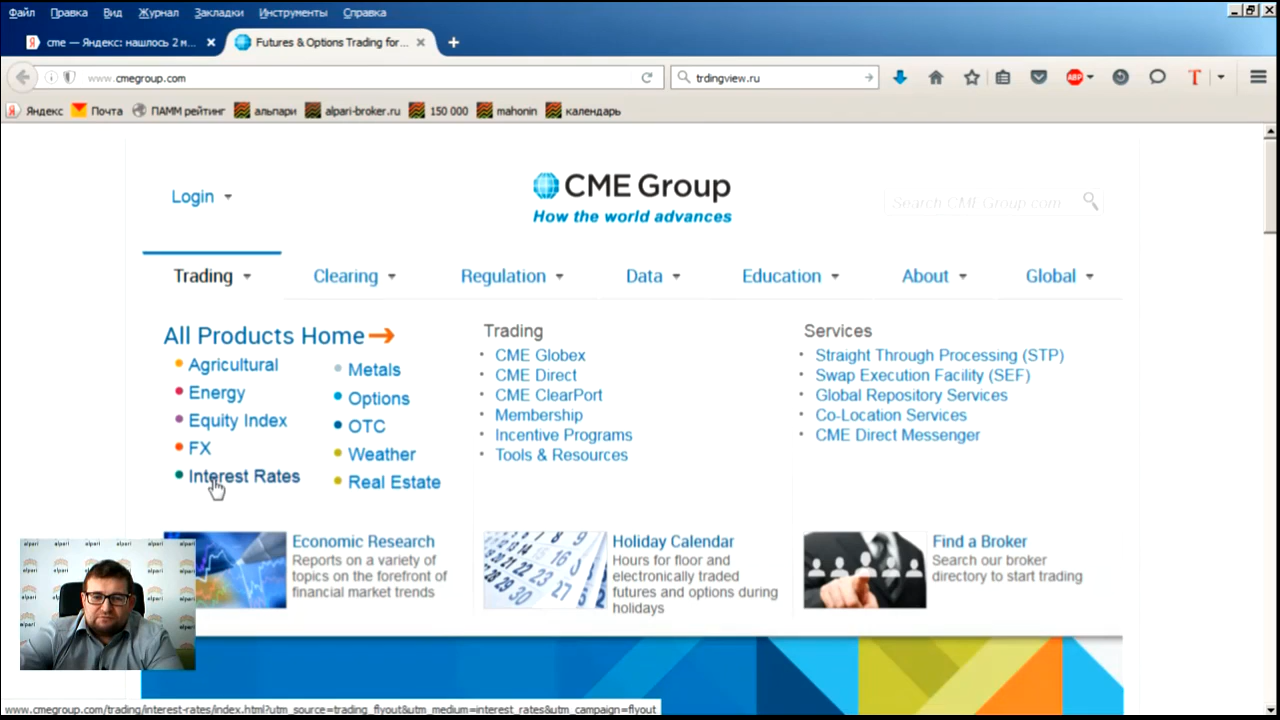 Файл Правка Вид Журнал Закладки Инструменты Справка
cme — Яндекс: нашлось 2 м...
Futures & Options Trading for...
www.cmegroup.com
trdingview.ru
ABP
T
Яндекс Почта ПАММ рейтинг альпари alpari-broker.ru 150 000 mahonin календарь
Login
CME Group
How the world advances
Search CME Group.com
Trading Clearing Regulation Data Education About Global
All Products Home
Agricultural
Energy
Equity Index
FX
Interest Rates
Metals
Options
OTC
Weather
Real Estate
Trading
CME Globex
CME Direct
CME ClearPort
Membership
Incentive Programs
Tools & Resources
Services
Straight Through Processing (STP)
Swap Execution Facility (SEF)
Global Repository Services
Co-Location Services
CME Direct Messenger
Economic Research
Reports on a variety of
topics on the forefront of
financial market trends
Holiday Calendar
Hours for floor and
electronically traded
futures and options during
holidays
Find a Broker
Search our broker
directory to start trading
www.cmegroup.com/trading/interest-rates/index.html?utm_source=trading_flyout&utm_medium=interest_rates&utm_campaign=flyout